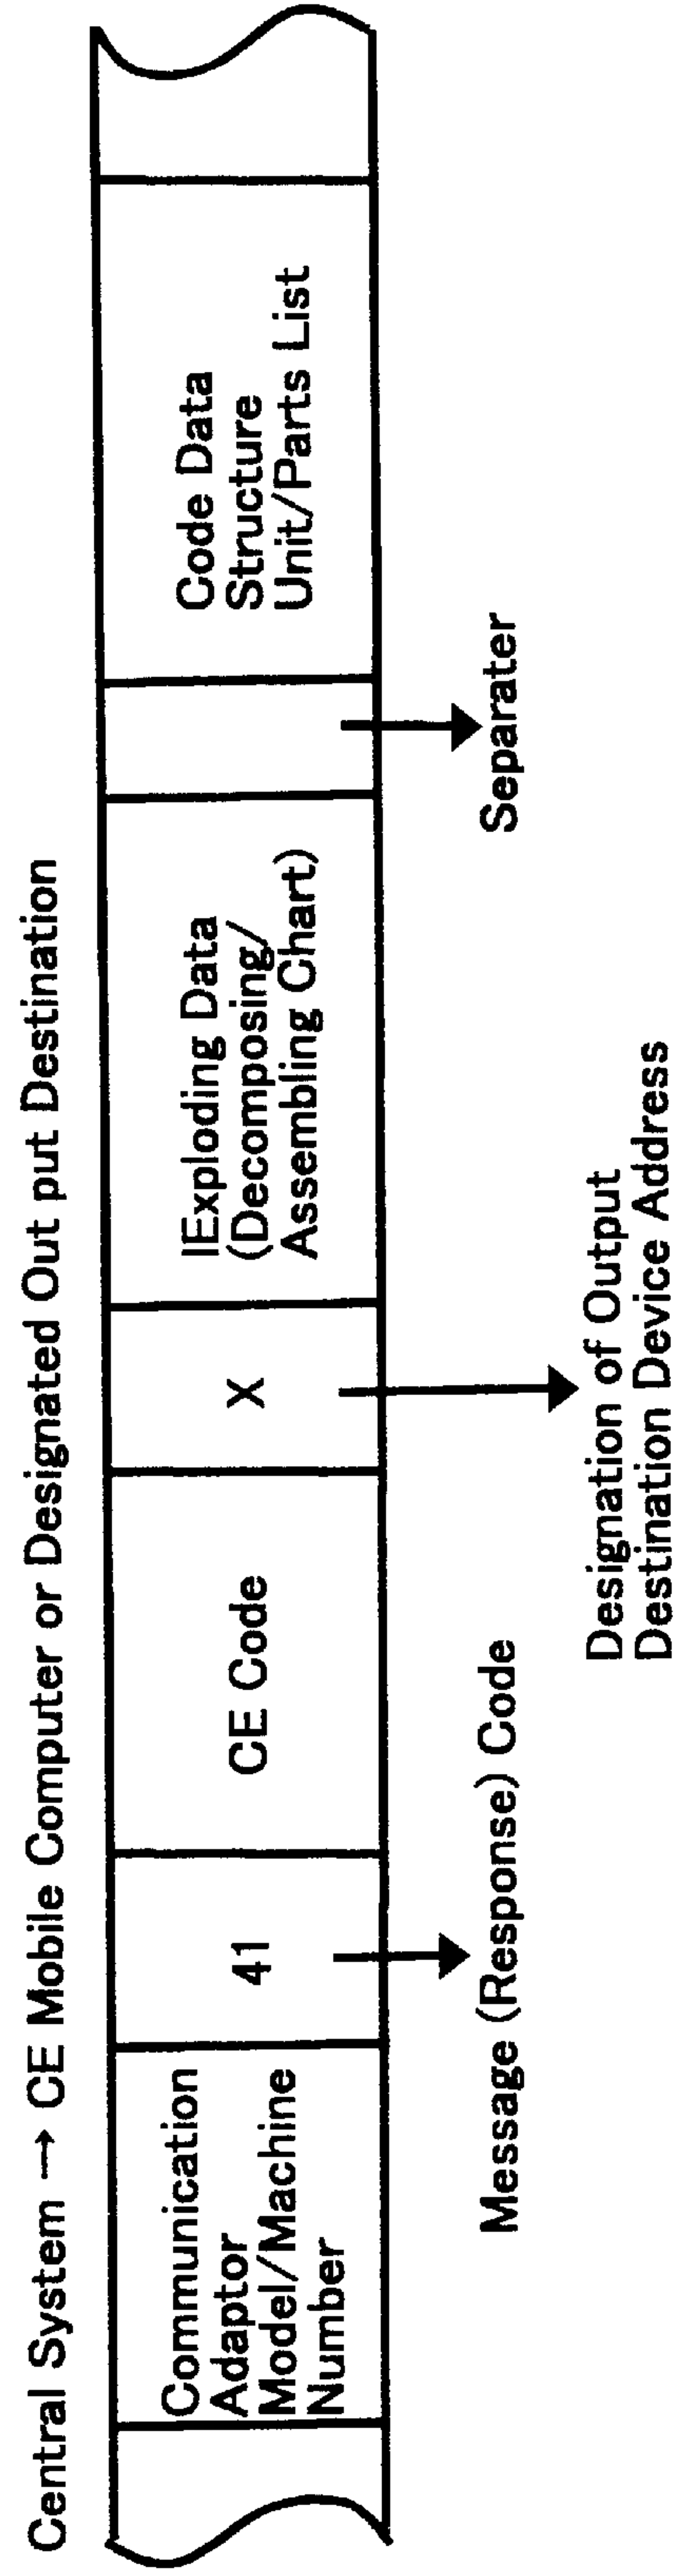 Central System → CE Mobile Computer or Designated Out put Destination
Communication
Adaptor
Model/Machine
Number
41
CE Code
X
IExploding Data
(Decomposing/
Assembling Chart)
Code Data
Structure
Unit/Parts List
Message (Response) Code
Designation of Output
Destination Device Address
Separater